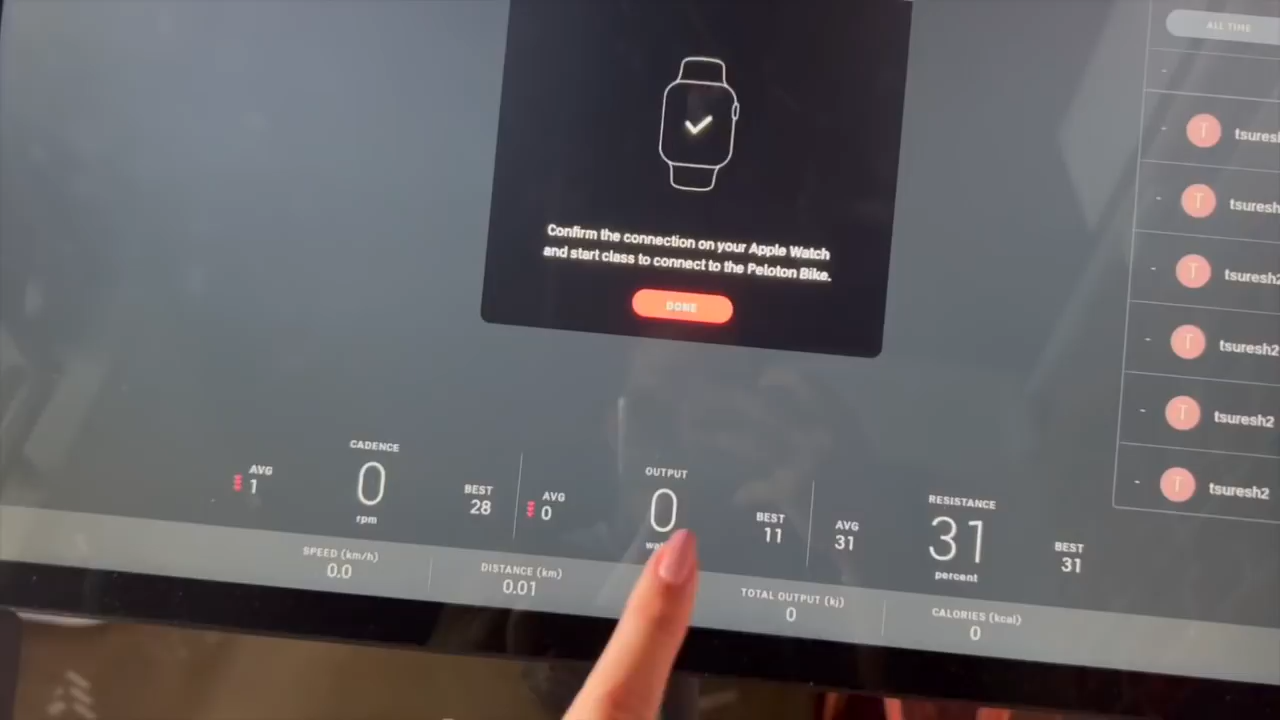 ALL TIME
-
- T
- T tsuresh
- T tsuresh2
- T tsuresh2
- T tsuresh2
- T tsuresh2
Confirm the connection on your Apple Watch
and start class to connect to the Peloton Bike.
DONE
CADENCE
AVG
1
0
rpm
BEST
28
OUTPUT
AVG
0
0
BEST
11
RESISTANCE
AVG
31
31
percent
BEST
31
SPEED (km/h)
0.0
DISTANCE (km)
0.01
TOTAL OUTPUT (kj)
0
CALORIES (kcal)
0